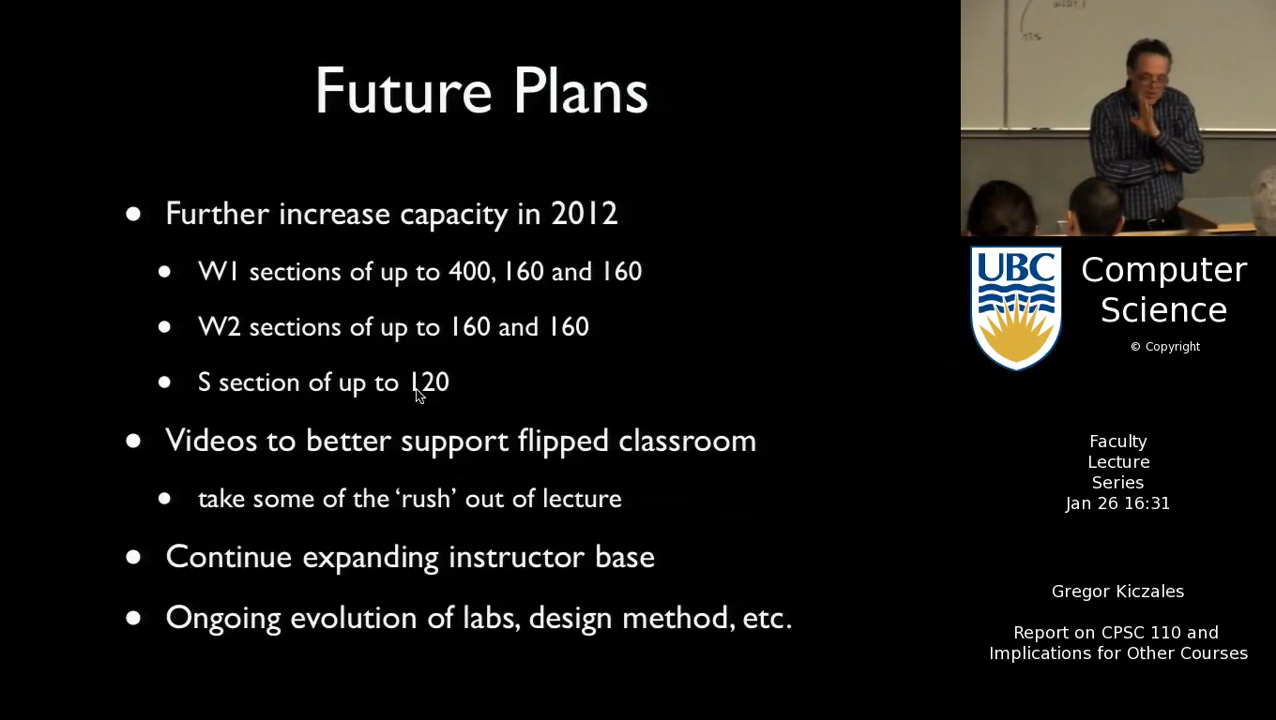 Future Plans
• Further increase capacity in 2012
• W1 sections of up to 400, 160 and 160
• W2 sections of up to 160 and 160
• S section of up to 120
• Videos to better support flipped classroom
• take some of the ‘rush’ out of lecture
• Continue expanding instructor base
• Ongoing evolution of labs, design method, etc.
UBC
Computer
Science
© Copyright
Faculty
Lecture
Series
Jan 26 16:31
Gregor Kiczales
Report on CPSC 110 and
Implications for Other Courses